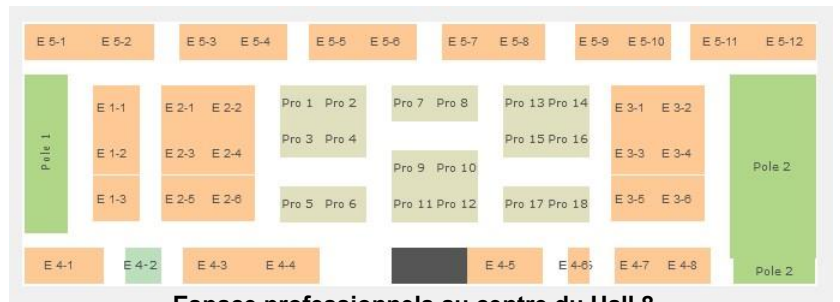 E 5-1 E 5-2 E 5-3 E 5-4 E 5-5 E 5-6 E 5-7 E 5-8 E 5-9 E 5-10 E 5-11 E 5-12
E 1-1 E 2-1 E 2-2 Pro 1 Pro 2 Pro 7 Pro 8 Pro 13 Pro 14 E 3-1 E 3-2
Pole 1 Pro 3 Pro 4 Pro 15 Pro 16
E 1-2 E 2-3 E 2-4 E 3-3 E 3-4
Pro 9 Pro 10 Pole 2
E 1-3 E 2-5 E 2-6 Pro 5 Pro 6 Pro 11 Pro 12 Pro 17 Pro 18 E 3-5 E 3-6
E 4-1 E 4-2 E 4-3 E 4-4 E 4-5 E 4-6 E 4-7 E 4-8 Pole 2
Espace professionnels au centre du Hall 8